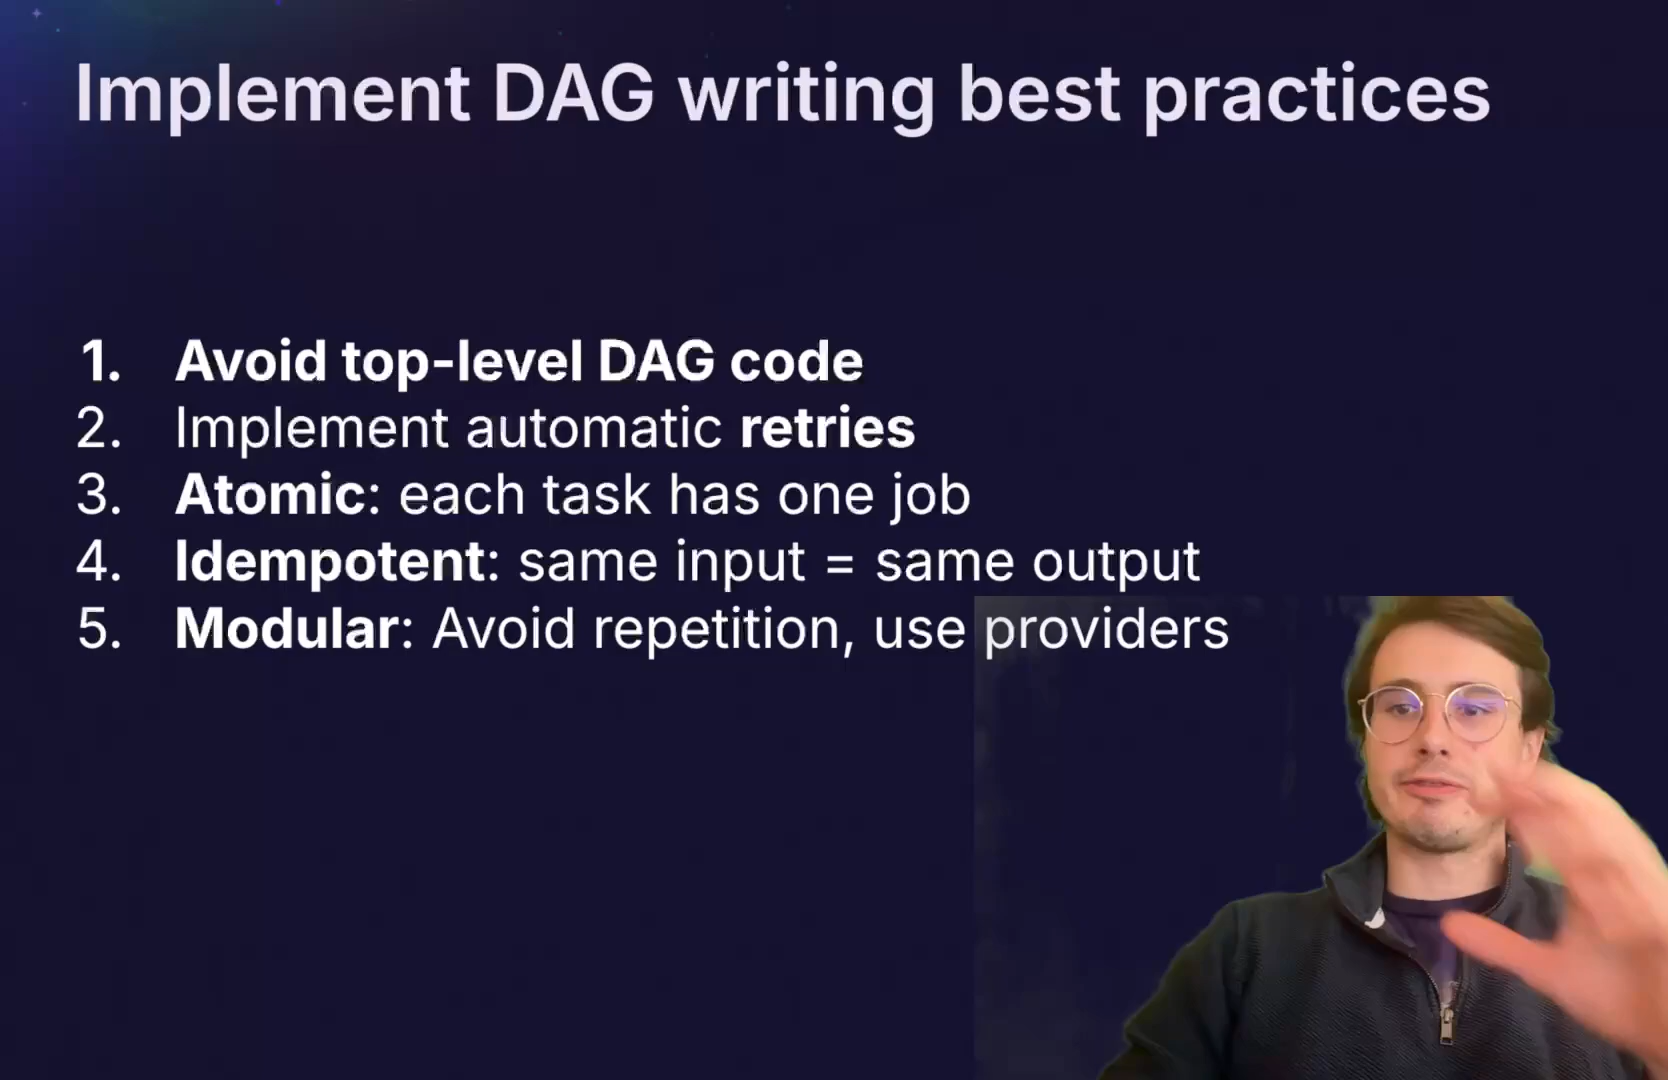 Implement DAG writing best practices
1. Avoid top-level DAG code
2. Implement automatic retries
3. Atomic: each task has one job
4. Idempotent: same input = same output
5. Modular: Avoid repetition, use providers